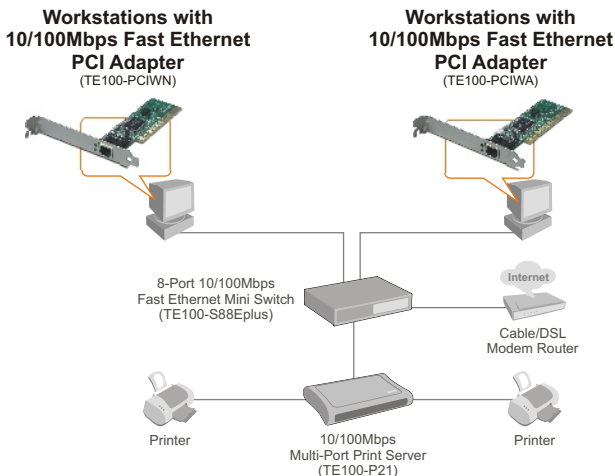 Workstations with
10/100Mbps Fast Ethernet
PCI Adapter
(TE100-PCIWN)
Workstations with
10/100Mbps Fast Ethernet
PCI Adapter
(TE100-PCIWA)
8-Port 10/100Mbps
Fast Ethernet Mini Switch
(TE100-S88Eplus)
Internet
Cable/DSL
Modem Router
Printer
10/100Mbps
Multi-Port Print Server
(TE100-P21)
Printer